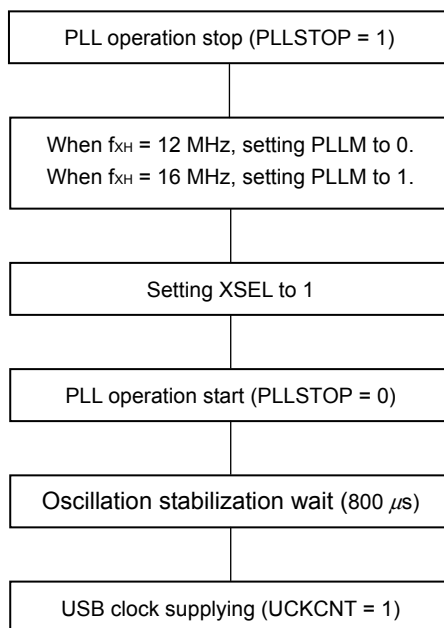 PLL operation stop (PLLSTOP = 1)
When fXH = 12 MHz, setting PLLM to 0.
When fXH = 16 MHz, setting PLLM to 1.
Setting XSEL to 1
PLL operation start (PLLSTOP = 0)
Oscillation stabilization wait (800 μs)
USB clock supplying (UCKCNT = 1)